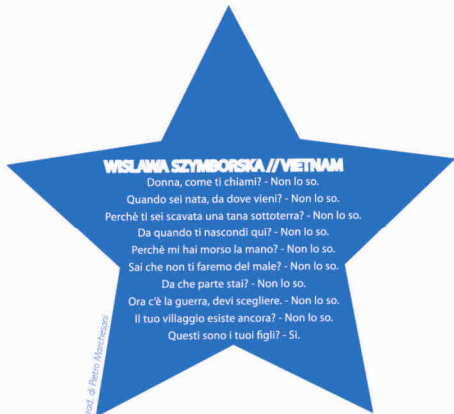 WISLAWA SZYMBORSKA // VIETNAM
Donna, come ti chiami? - Non lo so.
Quando sei nata, da dove vieni? - Non lo so.
Perchè ti sei scavata una tana sottoterra? - Non lo so.
Da quando ti nascondi qui? - Non lo so.
Perchè mi hai morso la mano? - Non lo so.
Sai che non ti faremo del male? - Non lo so.
Da che parte stai? - Non lo so.
Ora c'è la guerra, devi scegliere. - Non lo so.
Il tuo villaggio esiste ancora? - Non lo so.
Questi sono i tuoi figli? - Si.
rad. di Pietro Marchesani